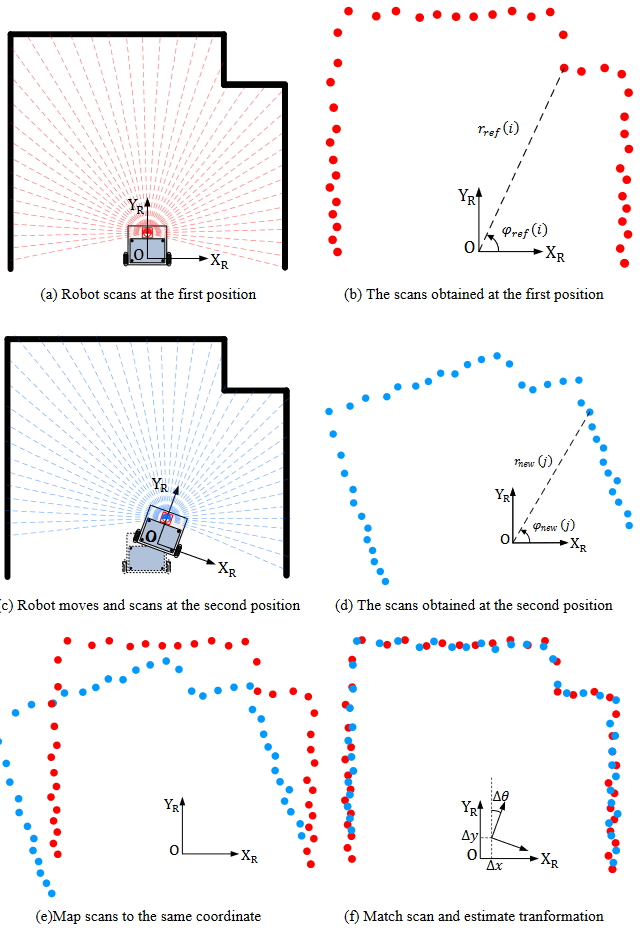 Y_R
O
X_R
(a) Robot scans at the first position
r_ref(i)
Y_R
φ_ref(i)
O
X_R
(b) The scans obtained at the first position
Y_R
O
X_R
(c) Robot moves and scans at the second position
r_new(j)
Y_R
φ_new(j)
O
X_R
(d) The scans obtained at the second position
Y_R
O
X_R
(e)Map scans to the same coordinate
Δθ
Y_R
Δy
O
X_R
Δx
(f) Match scan and estimate tranformation